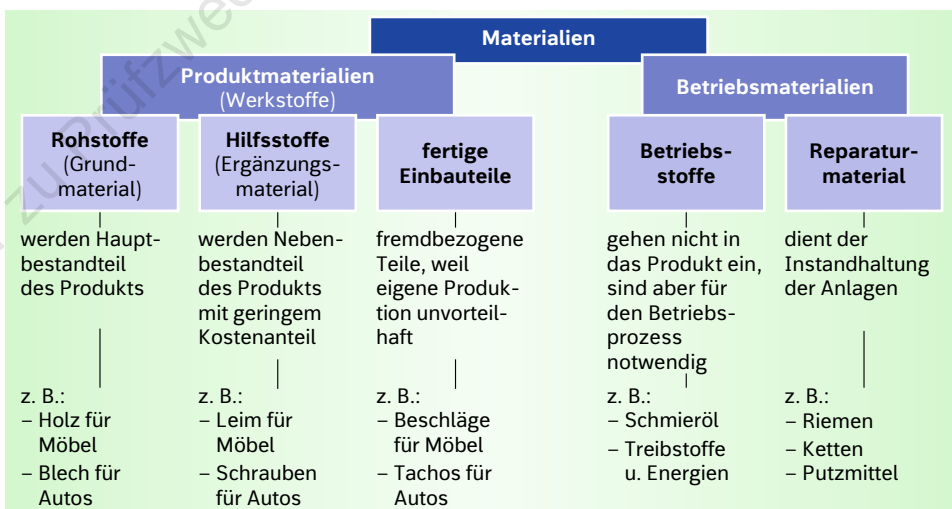 Materialien
Produktmaterialien
(Werkstoffe)
Betriebsmaterialien
Rohstoffe
(Grund-
material)
Hilfsstoffe
(Ergänzungs-
material)
fertige
Einbauteile
Betriebs-
stoffe
Reparatur-
material
werden Haupt-
bestandteil
des Produkts
werden Neben-
bestandteil
des Produkts
mit geringem
Kostenanteil
fremdbezogene
Teile, weil
eigene Produk-
tion unvorteil-
haft
gehen nicht in
das Produkt ein,
sind aber für
den Betriebs-
prozess
notwendig
dient der
Instandhaltung
der Anlagen
z. B.:
– Holz für
Möbel
– Blech für
Autos
z. B.:
– Leim für
Möbel
– Schrauben
für Autos
z. B.:
– Beschläge
für Möbel
– Tachos für
Autos
z. B.:
– Schmieröl
– Treibstoffe
u. Energien
z. B.:
– Riemen
– Ketten
– Putzmittel
zu